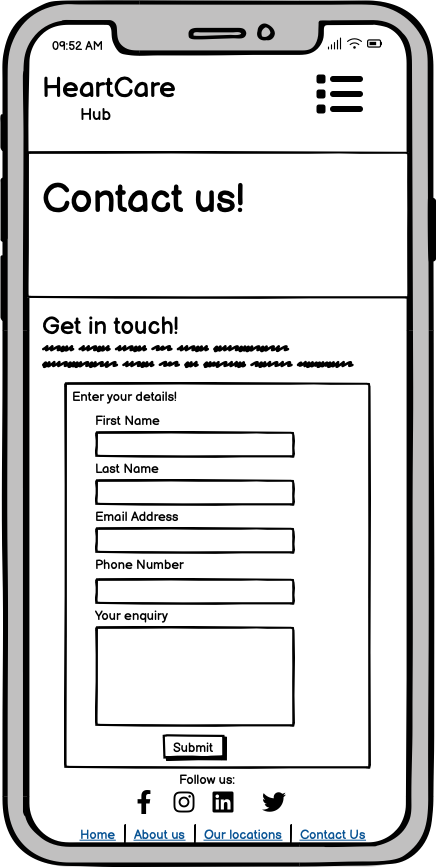 09:52 AM
HeartCare
Hub
Contact us!
Get in touch!
Enter your details!
First Name
Last Name
Email Address
Phone Number
Your enquiry
Submit
Follow us:
Home About us Our locations Contact Us